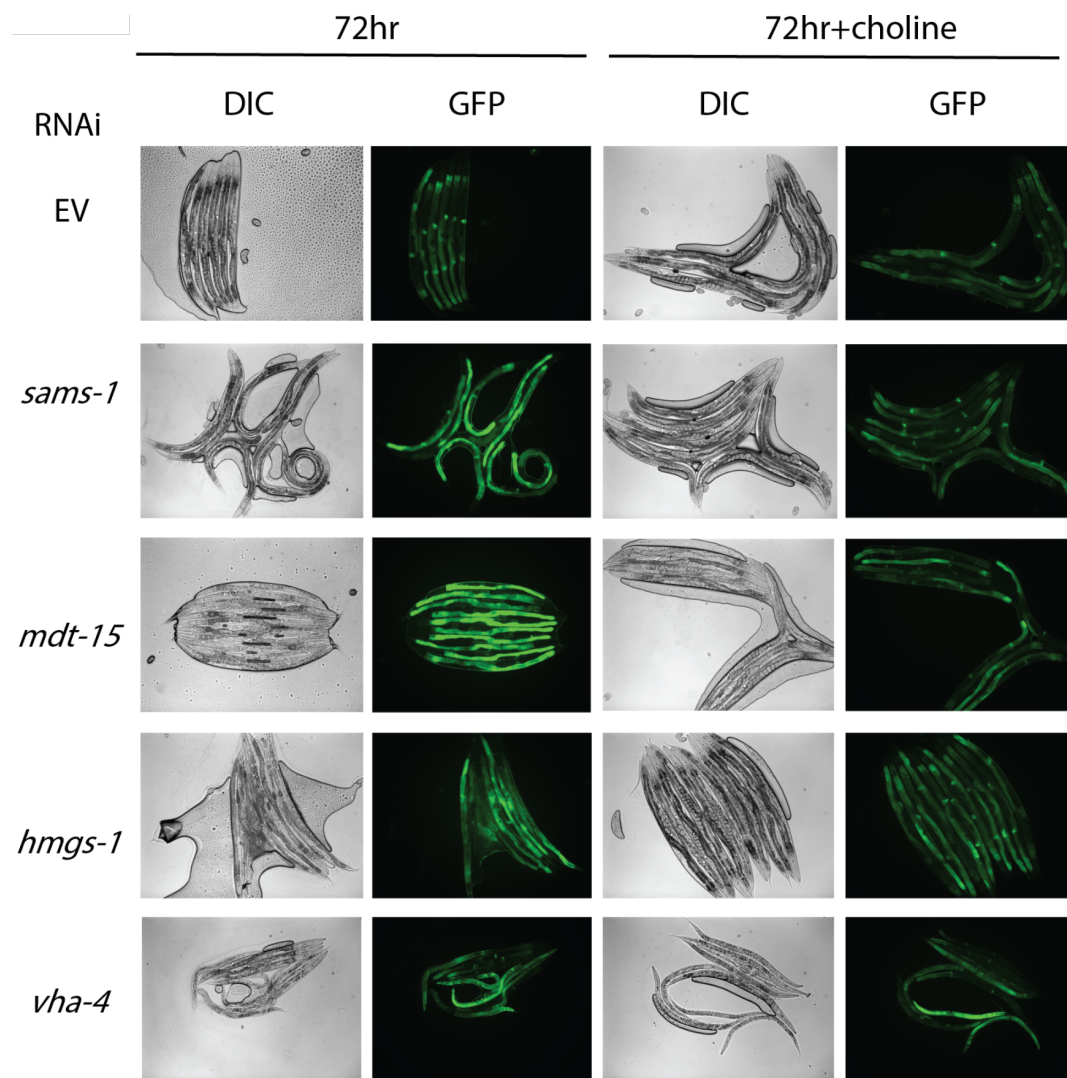 72hr 72hr+choline
RNAi DIC GFP DIC GFP
EV
sams-1
mdt-15
hmgs-1
vha-4